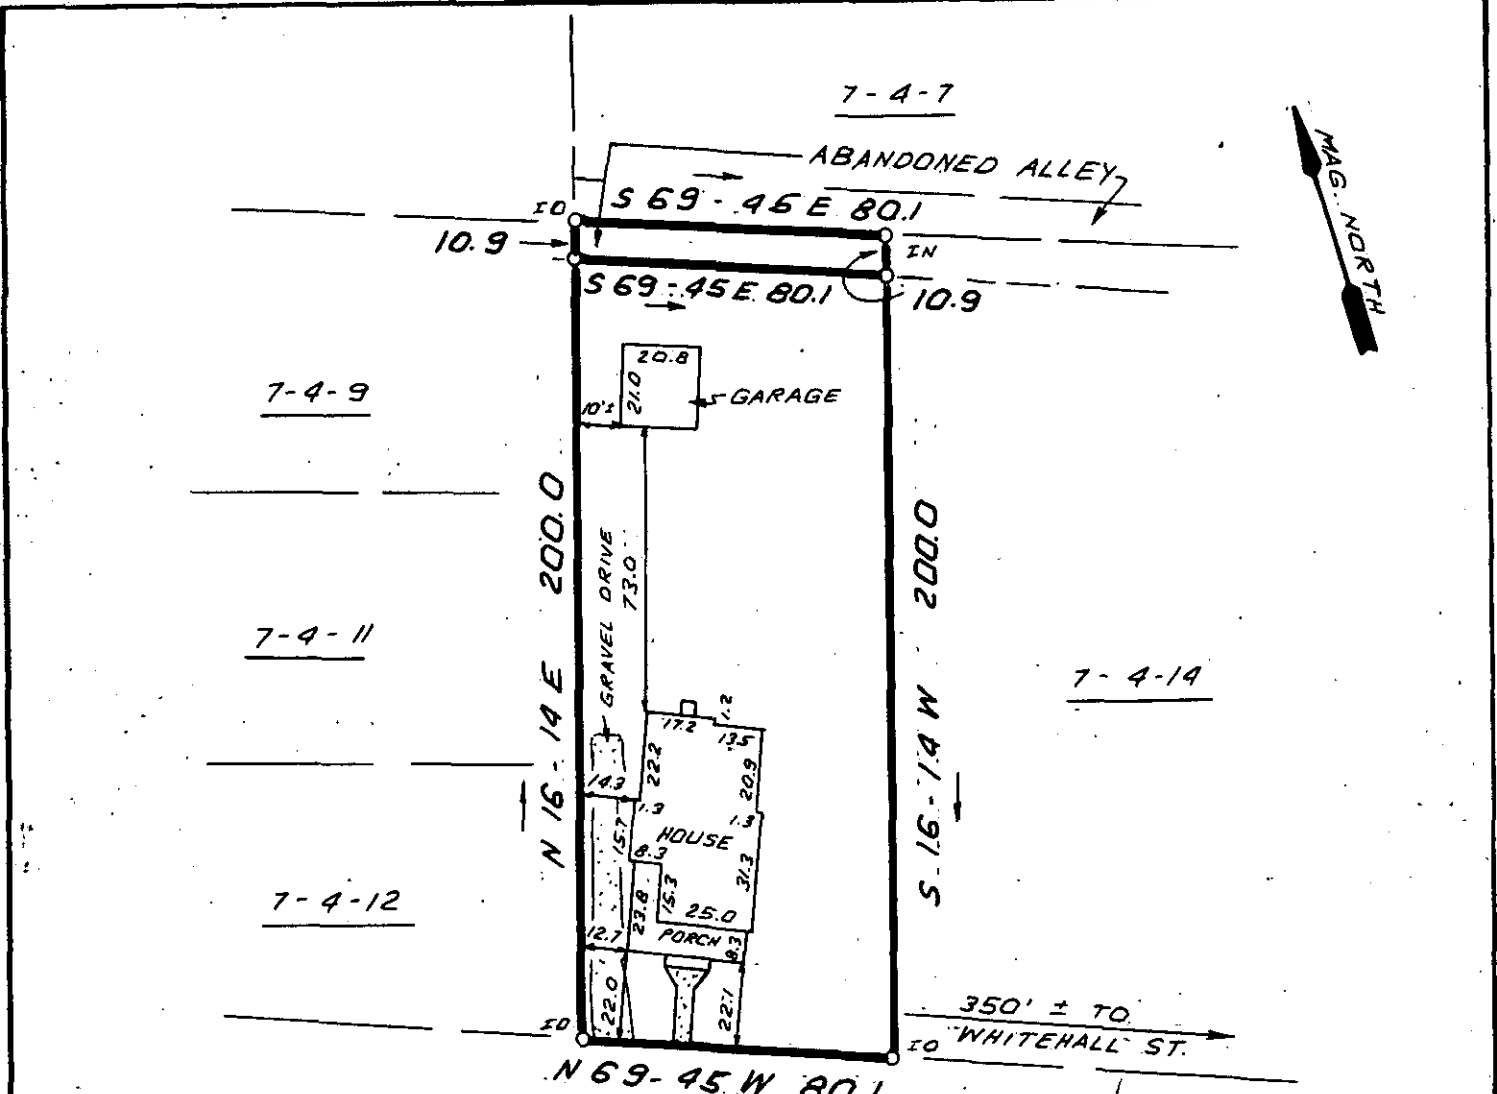 7-4-7
ABANDONED ALLEY
MAG. NORTH
IO
S 69-46 E 80.1
10.9
IN
S 69-45 E 80.1
10.9
20.8
21.0
GARAGE
10'±
7-4-9
N 16-14 E 200.0
GRAVEL DRIVE
73.0
S 16-14 W 200.0
7-4-11
7-4-14
1.2
17.2
13.5
22.2
20.9
14.3
1.3
1.3
15.7
HOUSE
8.3
31.3
15.3
23.8
25.0
7-4-12
12.7
PORCH
8.3
22.0
22.1
350' ± TO
WHITEHALL ST.
IO
IO
N 69-45 W 80.1